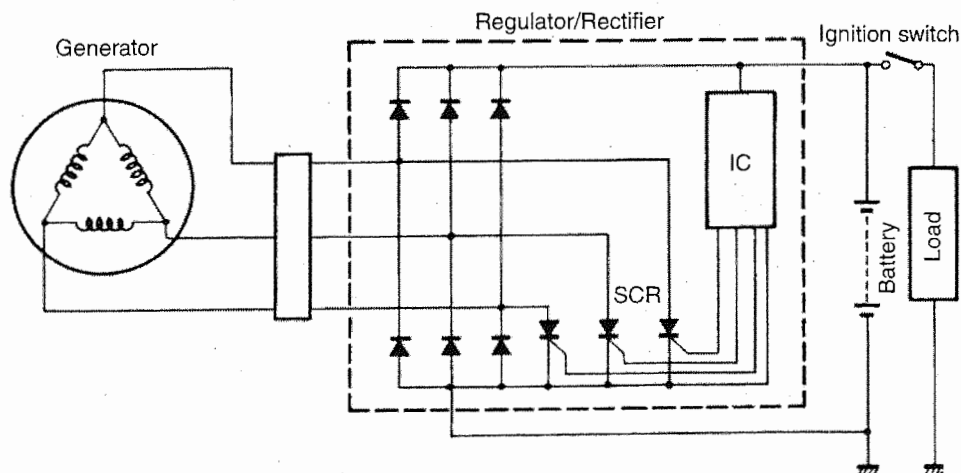 Regulator/Rectifier
Generator
Ignition switch
IC
SCR
Battery
Load